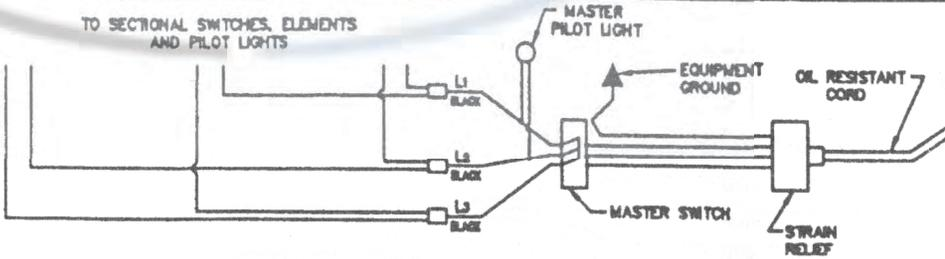 TO SECTIONAL SWITCHES, ELEMENTS
AND PILOT LIGHTS
MASTER
PILOT LIGHT
EQUIPMENT
GROUND
OIL RESISTANT
CORD
L1
BLACK
L2
BLACK
L3
BLACK
MASTER SWITCH
STRAIN
RELIEF